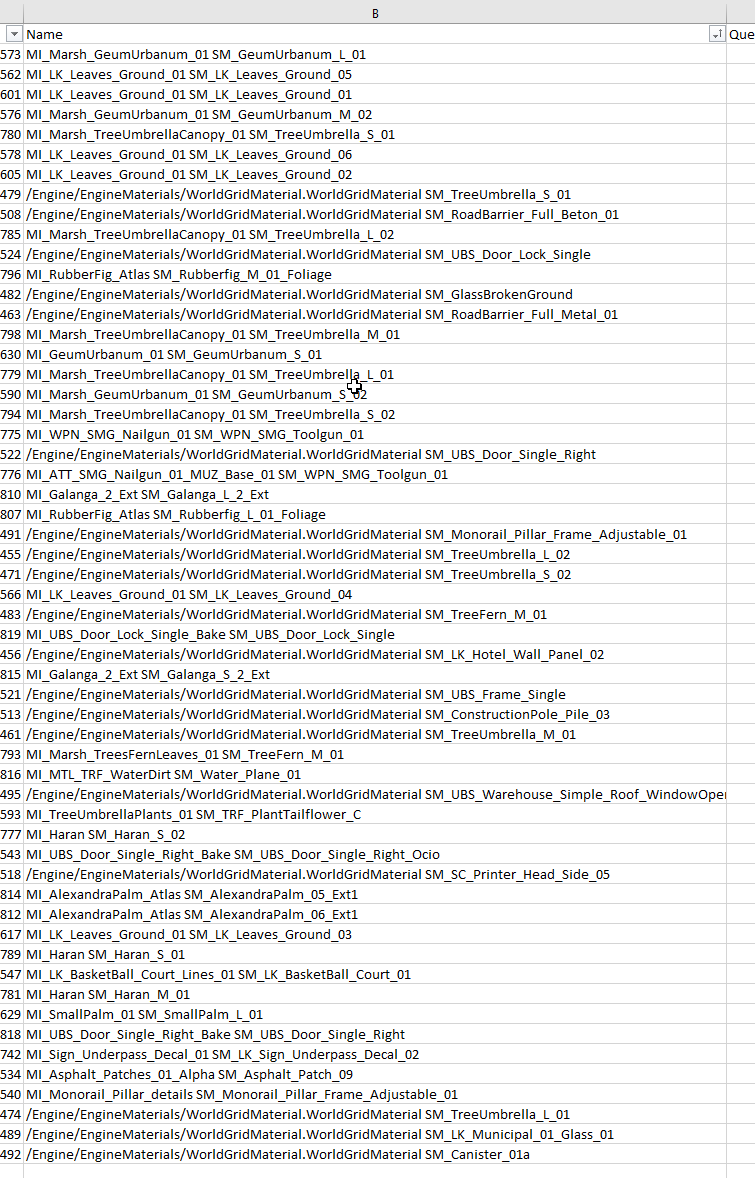 B
Name Que
573 MI_Marsh_GeumUrbanum_01 SM_GeumUrbanum_L_01
562 MI_LK_Leaves_Ground_01 SM_LK_Leaves_Ground_05
601 MI_LK_Leaves_Ground_01 SM_LK_Leaves_Ground_01
576 MI_Marsh_GeumUrbanum_01 SM_GeumUrbanum_M_02
780 MI_Marsh_TreeUmbrellaCanopy_01 SM_TreeUmbrella_S_01
578 MI_LK_Leaves_Ground_01 SM_LK_Leaves_Ground_06
605 MI_LK_Leaves_Ground_01 SM_LK_Leaves_Ground_02
479 /Engine/EngineMaterials/WorldGridMaterial.WorldGridMaterial SM_TreeUmbrella_S_01
508 /Engine/EngineMaterials/WorldGridMaterial.WorldGridMaterial SM_RoadBarrier_Full_Beton_01
785 MI_Marsh_TreeUmbrellaCanopy_01 SM_TreeUmbrella_L_02
524 /Engine/EngineMaterials/WorldGridMaterial.WorldGridMaterial SM_UBS_Door_Lock_Single
796 MI_RubberFig_Atlas SM_Rubberfig_M_01_Foliage
482 /Engine/EngineMaterials/WorldGridMaterial.WorldGridMaterial SM_GlassBrokenGround
463 /Engine/EngineMaterials/WorldGridMaterial.WorldGridMaterial SM_RoadBarrier_Full_Metal_01
798 MI_Marsh_TreeUmbrellaCanopy_01 SM_TreeUmbrella_M_01
630 MI_GeumUrbanum_01 SM_GeumUrbanum_S_01
779 MI_Marsh_TreeUmbrellaCanopy_01 SM_TreeUmbrella_L_01
590 MI_Marsh_GeumUrbanum_01 SM_GeumUrbanum_S_02
794 MI_Marsh_TreeUmbrellaCanopy_01 SM_TreeUmbrella_S_02
775 MI_WPN_SMG_Nailgun_01 SM_WPN_SMG_Toolgun_01
522 /Engine/EngineMaterials/WorldGridMaterial.WorldGridMaterial SM_UBS_Door_Single_Right
776 MI_ATT_SMG_Nailgun_01_MUZ_Base_01 SM_WPN_SMG_Toolgun_01
810 MI_Galanga_2_Ext SM_Galanga_L_2_Ext
807 MI_RubberFig_Atlas SM_Rubberfig_L_01_Foliage
491 /Engine/EngineMaterials/WorldGridMaterial.WorldGridMaterial SM_Monorail_Pillar_Frame_Adjustable_01
455 /Engine/EngineMaterials/WorldGridMaterial.WorldGridMaterial SM_TreeUmbrella_L_02
471 /Engine/EngineMaterials/WorldGridMaterial.WorldGridMaterial SM_TreeUmbrella_S_02
566 MI_LK_Leaves_Ground_01 SM_LK_Leaves_Ground_04
483 /Engine/EngineMaterials/WorldGridMaterial.WorldGridMaterial SM_TreeFern_M_01
819 MI_UBS_Door_Lock_Single_Bake SM_UBS_Door_Lock_Single
456 /Engine/EngineMaterials/WorldGridMaterial.WorldGridMaterial SM_LK_Hotel_Wall_Panel_02
815 MI_Galanga_2_Ext SM_Galanga_S_2_Ext
521 /Engine/EngineMaterials/WorldGridMaterial.WorldGridMaterial SM_UBS_Frame_Single
513 /Engine/EngineMaterials/WorldGridMaterial.WorldGridMaterial SM_ConstructionPole_Pile_03
461 /Engine/EngineMaterials/WorldGridMaterial.WorldGridMaterial SM_TreeUmbrella_M_01
793 MI_Marsh_TreesFernLeaves_01 SM_TreeFern_M_01
816 MI_MTL_TRF_WaterDirt SM_Water_Plane_01
495 /Engine/EngineMaterials/WorldGridMaterial.WorldGridMaterial SM_UBS_Warehouse_Simple_Roof_WindowOper
593 MI_TreeUmbrellaPlants_01 SM_TRF_PlantTailflower_C
777 MI_Haran SM_Haran_S_02
543 MI_UBS_Door_Single_Right_Bake SM_UBS_Door_Single_Right_Ocio
518 /Engine/EngineMaterials/WorldGridMaterial.WorldGridMaterial SM_SC_Printer_Head_Side_05
814 MI_AlexandraPalm_Atlas SM_AlexandraPalm_05_Ext1
812 MI_AlexandraPalm_Atlas SM_AlexandraPalm_06_Ext1
617 MI_LK_Leaves_Ground_01 SM_LK_Leaves_Ground_03
789 MI_Haran SM_Haran_S_01
547 MI_LK_BasketBall_Court_Lines_01 SM_LK_BasketBall_Court_01
781 MI_Haran SM_Haran_M_01
629 MI_SmallPalm_01 SM_SmallPalm_L_01
818 MI_UBS_Door_Single_Right_Bake SM_UBS_Door_Single_Right
742 MI_Sign_Underpass_Decal_01 SM_LK_Sign_Underpass_Decal_02
534 MI_Asphalt_Patches_01_Alpha SM_Asphalt_Patch_09
540 MI_Monorail_Pillar_details SM_Monorail_Pillar_Frame_Adjustable_01
474 /Engine/EngineMaterials/WorldGridMaterial.WorldGridMaterial SM_TreeUmbrella_L_01
489 /Engine/EngineMaterials/WorldGridMaterial.WorldGridMaterial SM_LK_Municipal_01_Glass_01
492 /Engine/EngineMaterials/WorldGridMaterial.WorldGridMaterial SM_Canister_01a